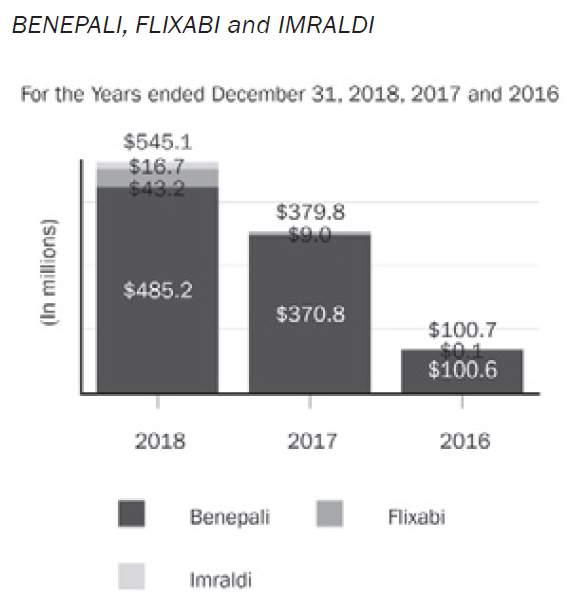 BENEPALI, FLIXABI and IMRALDI
For the Years ended December 31, 2018, 2017 and 2016
(In millions)
$545.1
$16.7
$43.2
$485.2
$379.8
$9.0
$370.8
$100.7
$0.1
$100.6
2018 2017 2016
Benepali Flixabi
Imraldi